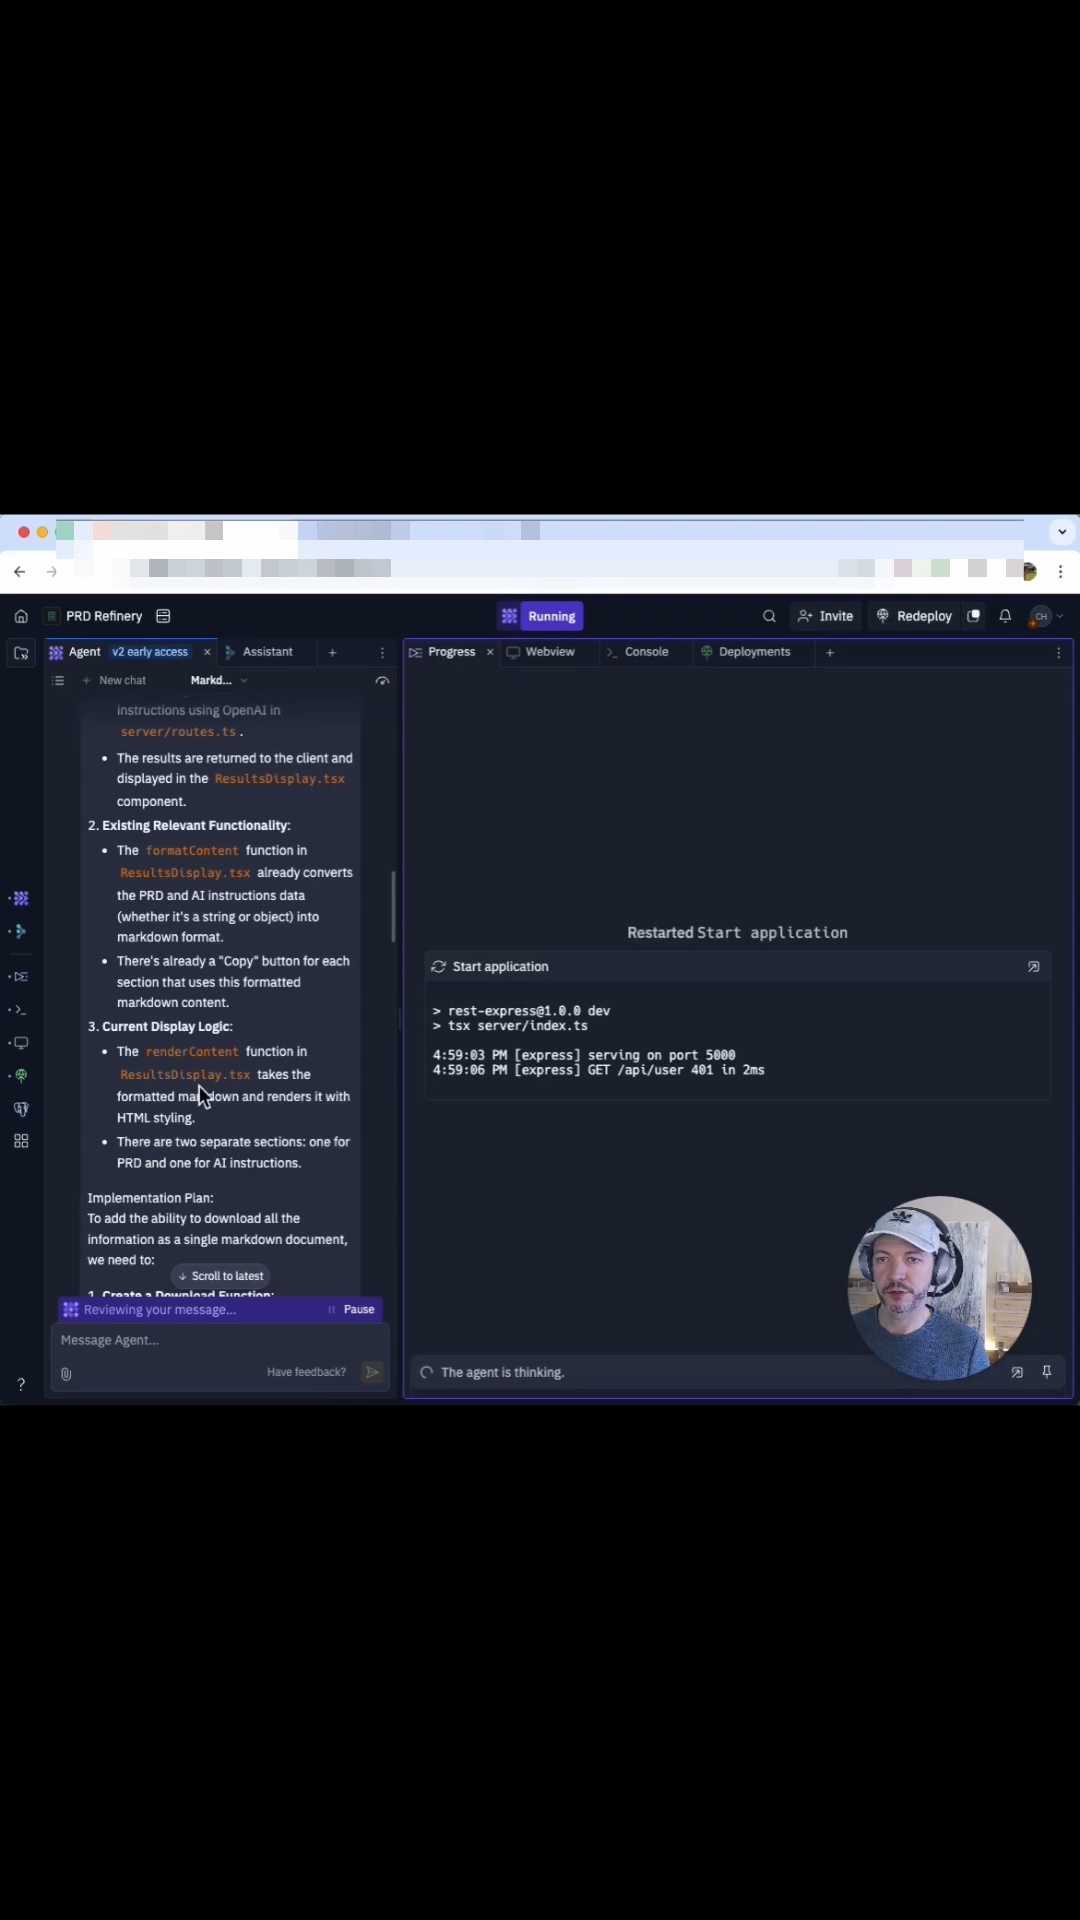 PRD Refinery
Running
Invite
Redeploy
CH
Agent
v2 early access
Assistant
Progress
Webview
Console
Deployments
New chat
Markd...
instructions using OpenAI in
server/routes.ts.
• The results are returned to the client and
displayed in the ResultsDisplay.tsx
component.
2. Existing Relevant Functionality:
• The formatContent function in
ResultsDisplay.tsx already converts
the PRD and AI instructions data
(whether it's a string or object) into
markdown format.
• There's already a "Copy" button for each
section that uses this formatted
markdown content.
3. Current Display Logic:
• The renderContent function in
ResultsDisplay.tsx takes the
formatted markdown and renders it with
HTML styling.
• There are two separate sections: one for
PRD and one for AI instructions.
Implementation Plan:
To add the ability to download all the
information as a single markdown document,
we need to:
Scroll to latest
1. Create a Download Function:
Reviewing your message...
Pause
Message Agent...
Have feedback?
?
Restarted Start application
Start application
> rest-express@1.0.0 dev
> tsx server/index.ts
4:59:03 PM [express] serving on port 5000
4:59:06 PM [express] GET /api/user 401 in 2ms
The agent is thinking.